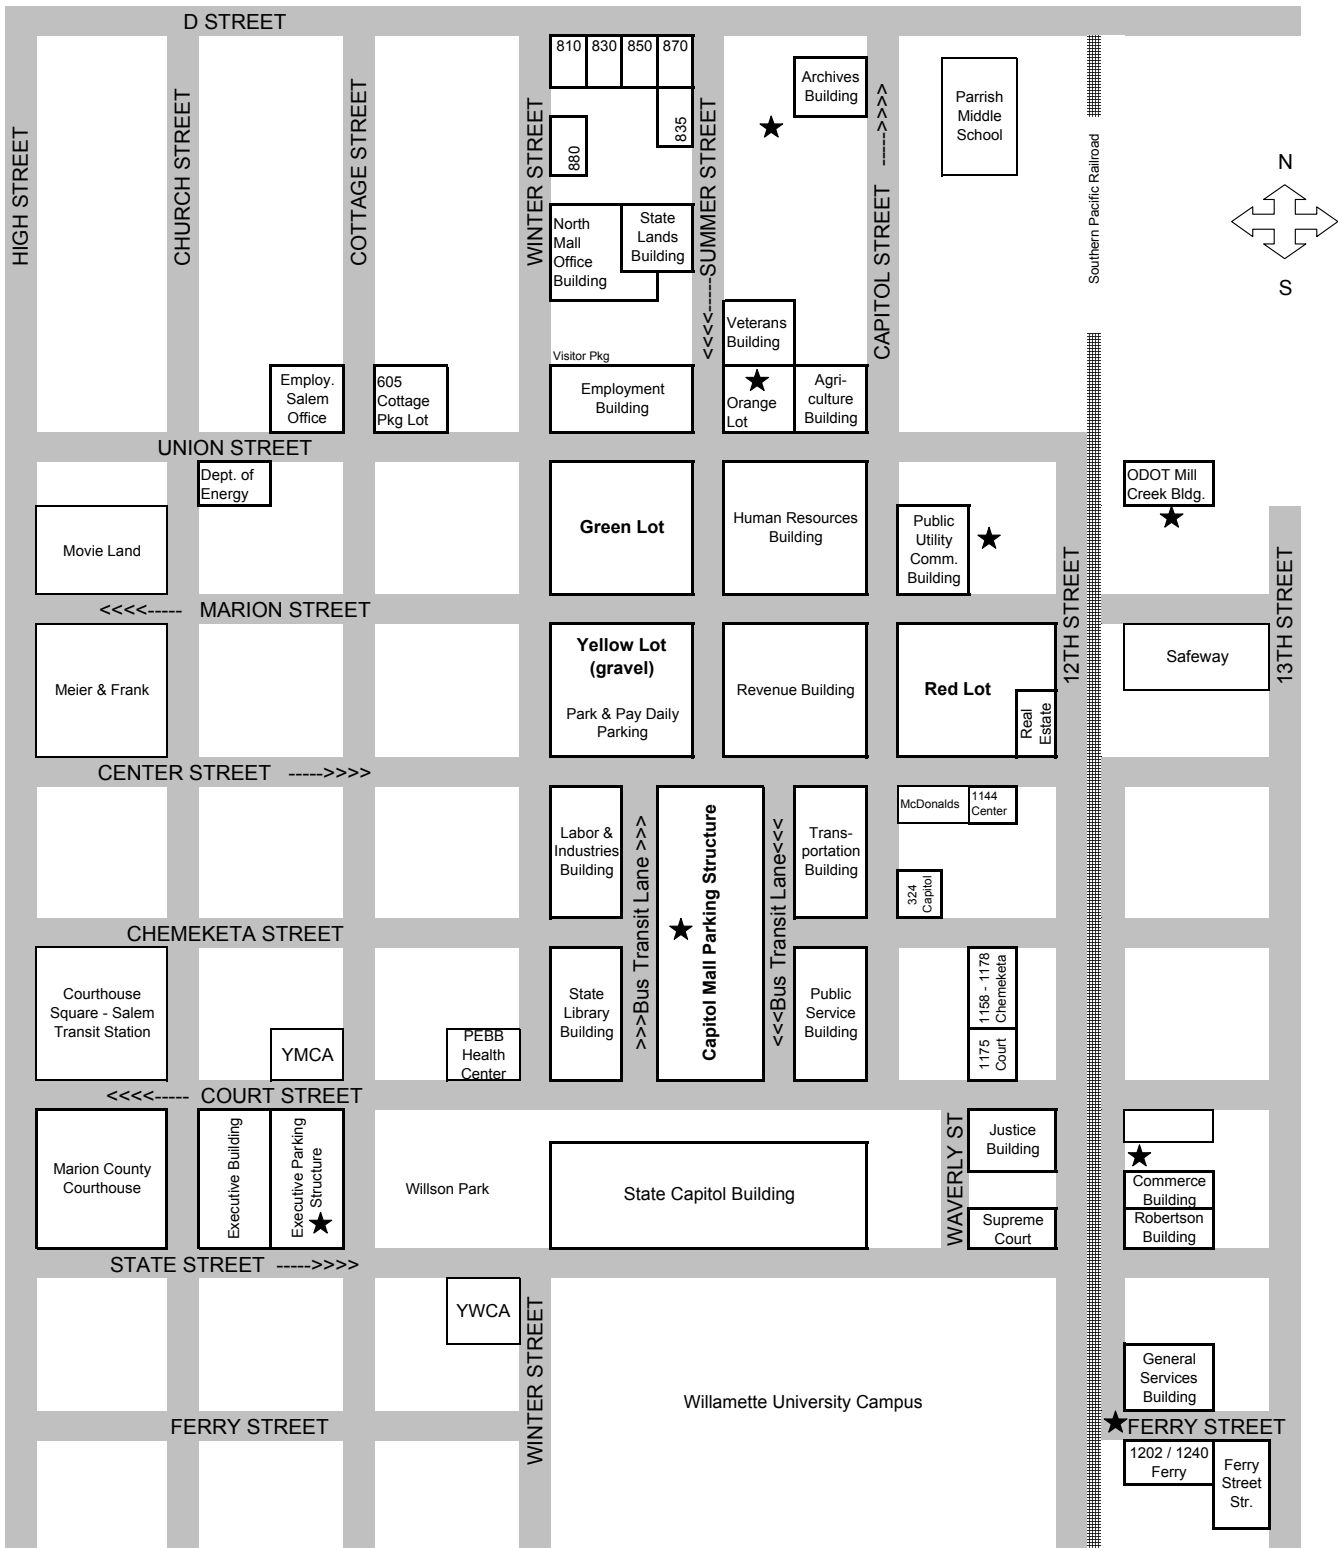 D STREET
810
830
850
870
Archives
Building
Parrish
Middle
School
835
880
HIGH STREET
CHURCH STREET
COTTAGE STREET
WINTER STREET
<<<<-----SUMMER STREET
CAPITOL STREET ---->>>>
Southern Pacific Railroad
N
S
North
Mall
Office
Building
State
Lands
Building
Veterans
Building
Visitor Pkg
Employ.
Salem
Office
605
Cottage
Pkg Lot
Employment
Building
Orange
Lot
Agri-
culture
Building
UNION STREET
Dept. of
Energy
ODOT Mill
Creek Bldg.
Movie Land
Green Lot
Human Resources
Building
Public
Utility
Comm.
Building
12TH STREET
13TH STREET
<<<<----- MARION STREET
Meier & Frank
Yellow Lot
(gravel)
Park & Pay Daily
Parking
Revenue Building
Red Lot
Real
Estate
Safeway
CENTER STREET ----->>>>
Labor &
Industries
Building
>>>Bus Transit Lane >>>
Capitol Mall Parking Structure
<<<Bus Transit Lane<<<
Trans-
portation
Building
McDonalds
1144
Center
324
Capitol
CHEMEKETA STREET
Courthouse
Square - Salem
Transit Station
YMCA
PEBB
Health
Center
State
Library
Building
Public
Service
Building
1158 - 1178
Chemeketa
1175
Court
<<<<----- COURT STREET
Marion County
Courthouse
Executive Building
Executive Parking
Structure
Willson Park
State Capitol Building
WAVERLY ST
Justice
Building
Supreme
Court
Commerce
Building
Robertson
Building
STATE STREET ----->>>>
YWCA
WINTER STREET
Willamette University Campus
General
Services
Building
FERRY STREET
FERRY STREET
1202 / 1240
Ferry
Ferry
Street
Str.